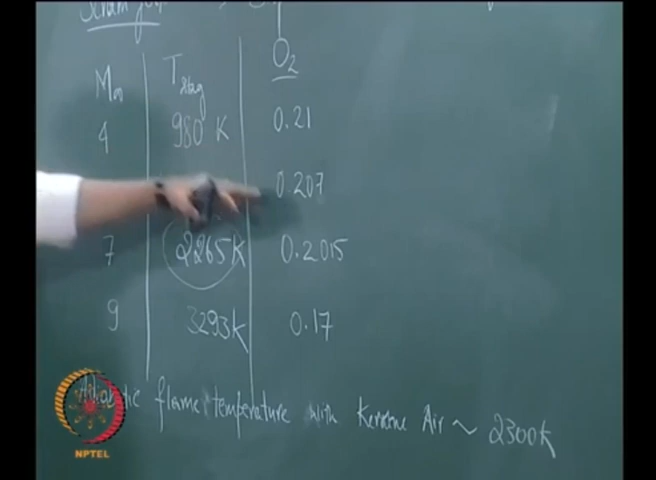 M∞ T stag O2
4 980 K 0.21
0.207
7 2265K 0.2015
9 3293K 0.17
flame temperature with Air ~ 2300K
NPTEL